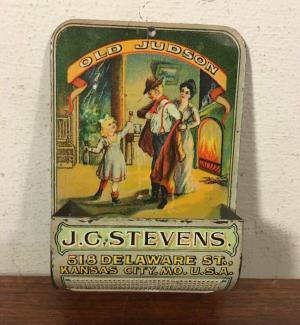 OLD JUDSON
J.C. STEVENS.
518 DELAWARE ST.,
KANSAS CITY, MO. U.S.A.